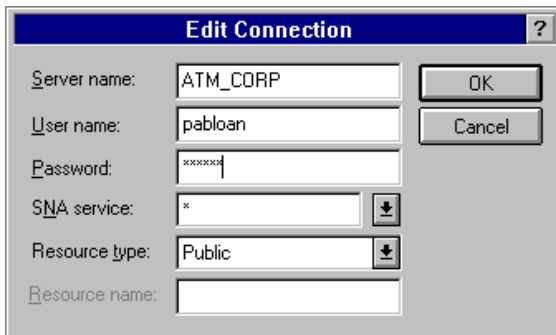 Edit Connection ?
Server name: ATM_CORP OK
User name: pabloan Cancel
Password: ******
SNA service: *
Resource type: Public
Resource name: